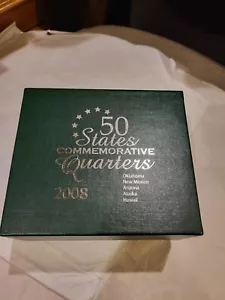 50
States
COMMEMORATIVE
Quarters
2008
Oklahoma
New Mexico
Arizona
Alaska
Hawaii